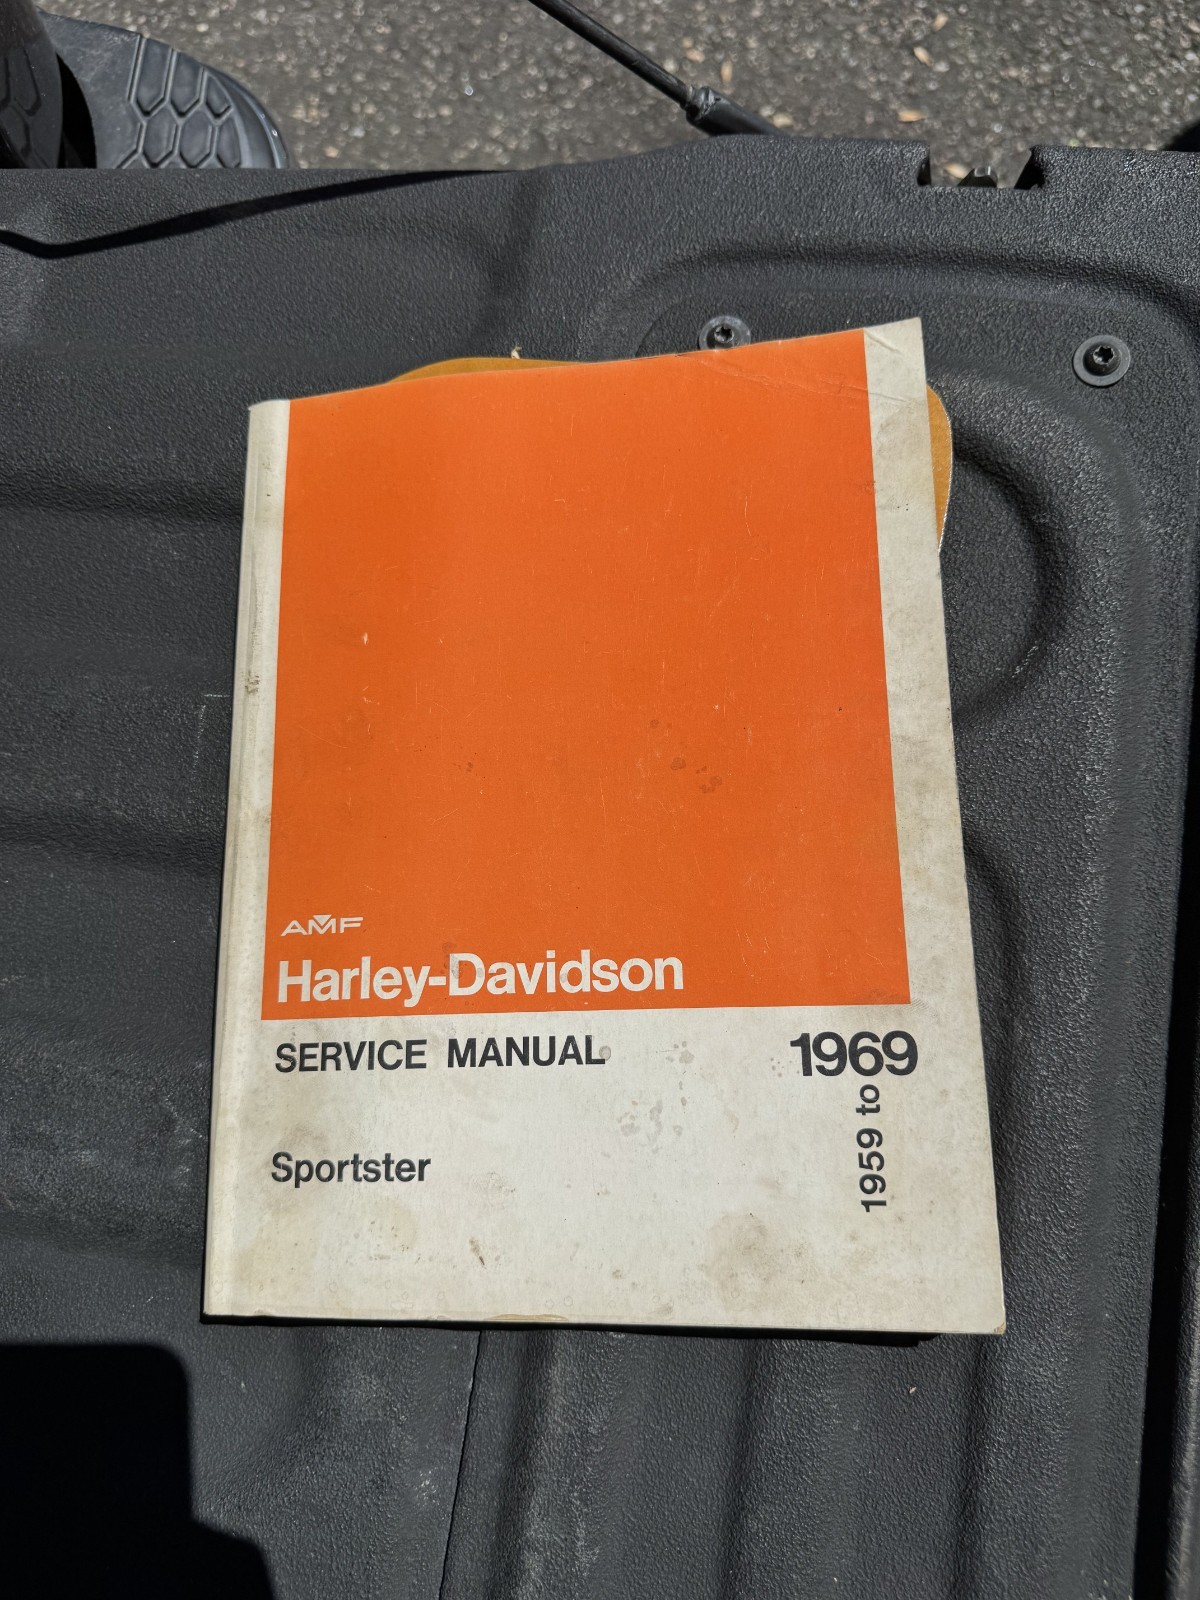 AMF
Harley-Davidson
SERVICE MANUAL
1969
1959 to
Sportster